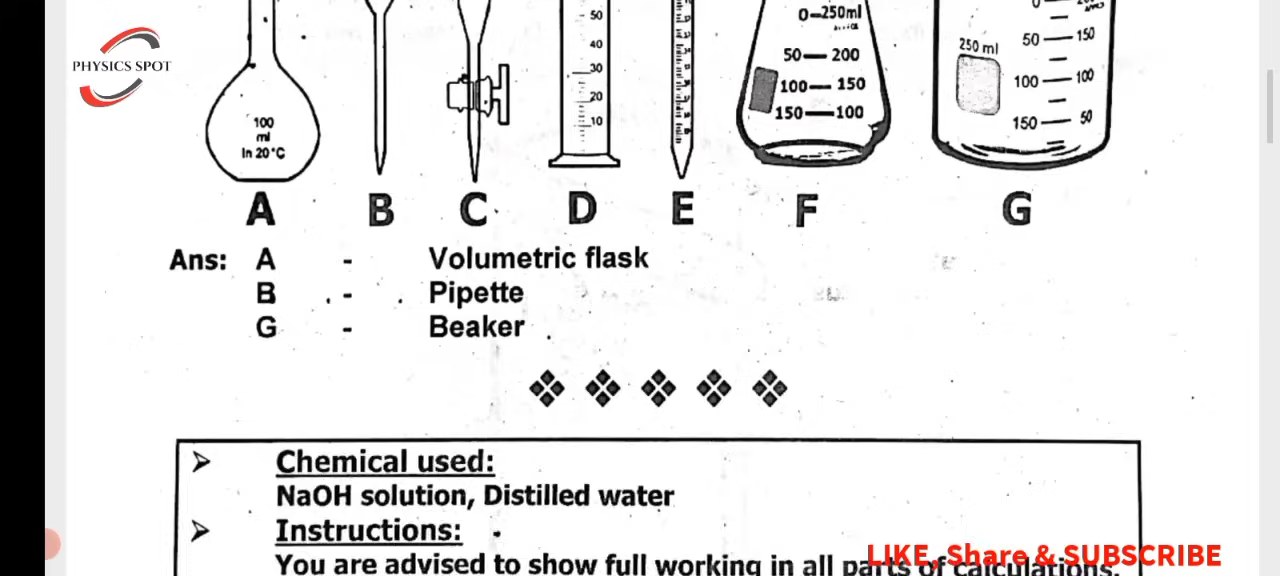 PHYSICS SPOT
100
ml
In 20°C
50
40
30
20
10
0-250ml
50 200
100 150
150 100
250 ml
0
50 150
100 100
150 50
A B C D E F G
Ans: A - Volumetric flask
B - Pipette
G - Beaker
Chemical used:
NaOH solution, Distilled water
Instructions:
You are advised to show full working in all parts of calculations.
LIKE, Share & SUBSCRIBE